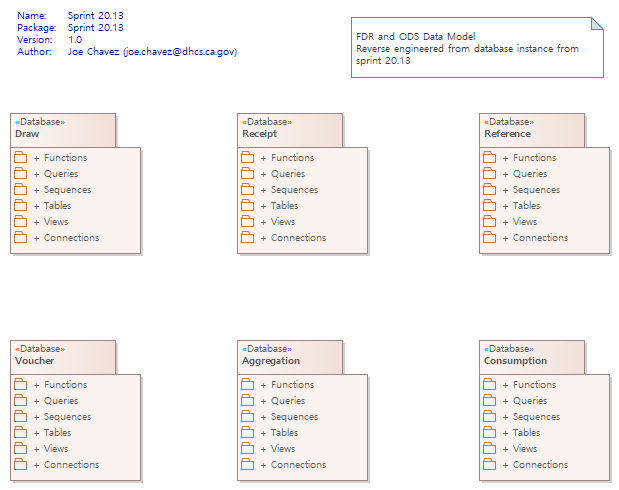 Name: Sprint 20.13
Package: Sprint 20.13
Version: 1.0
Author: Joe Chavez (joe.chavez@dhcs.ca.gov)
FDR and ODS Data Model
Reverse engineered from database instance from
sprint 20.13
«Database»
Draw
+ Functions
+ Queries
+ Sequences
+ Tables
+ Views
+ Connections
«Database»
Receipt
+ Functions
+ Queries
+ Sequences
+ Tables
+ Views
+ Connections
«Database»
Reference
+ Functions
+ Queries
+ Sequences
+ Tables
+ Views
+ Connections
«Database»
Voucher
+ Functions
+ Queries
+ Sequences
+ Tables
+ Views
+ Connections
«Database»
Aggregation
+ Functions
+ Queries
+ Sequences
+ Tables
+ Views
+ Connections
«Database»
Consumption
+ Functions
+ Queries
+ Sequences
+ Tables
+ Views
+ Connections